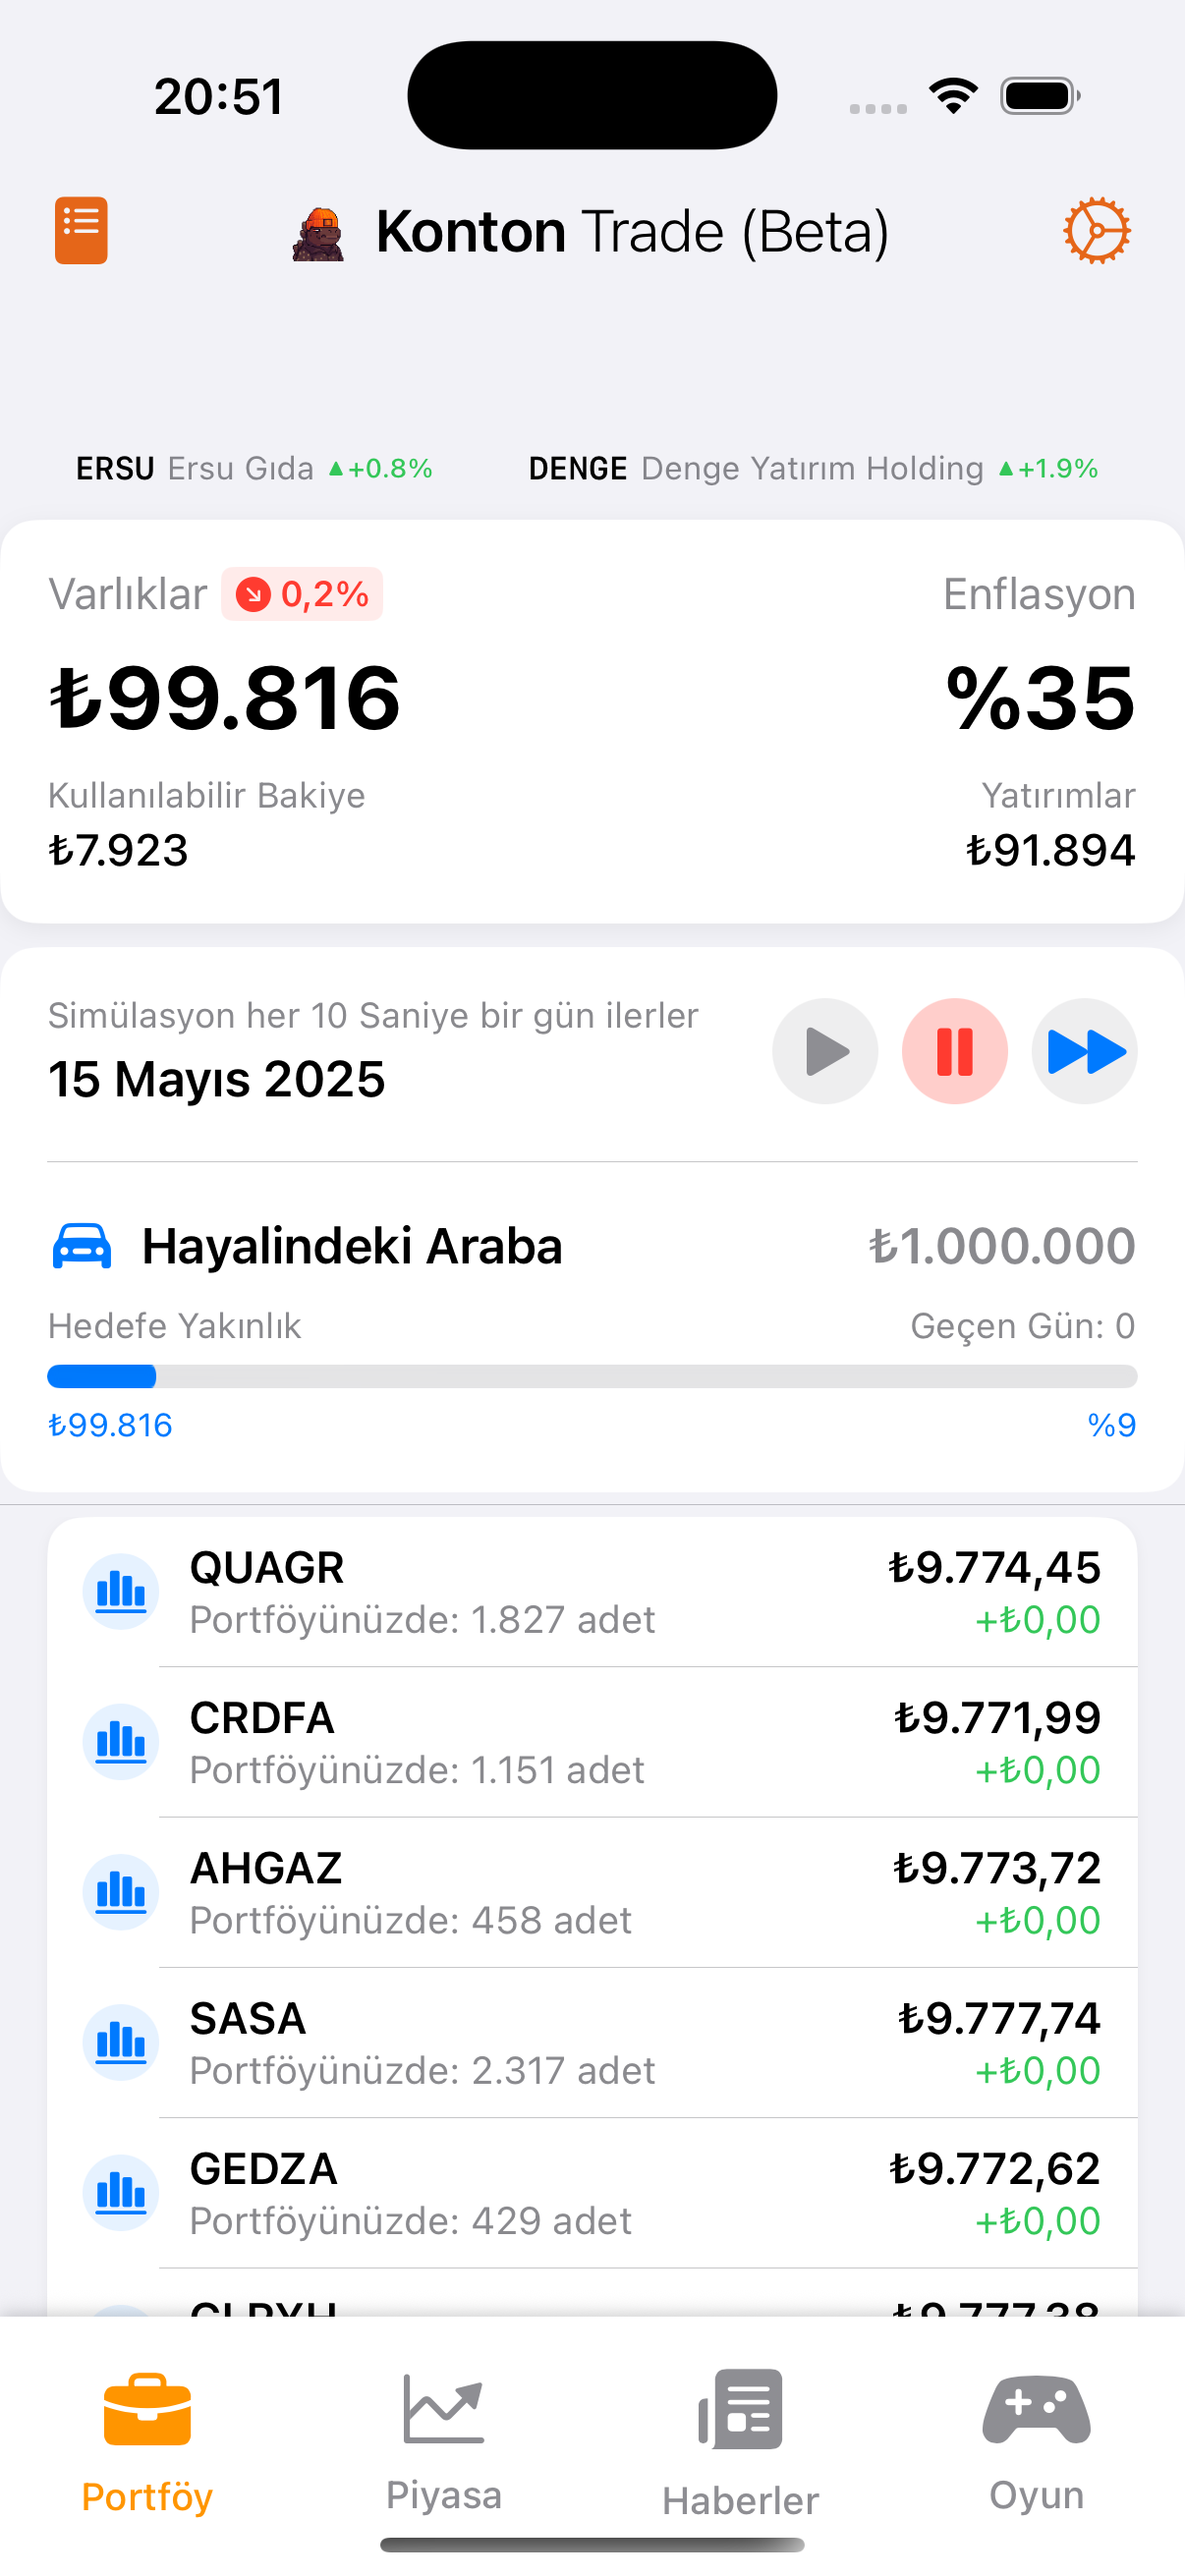 20:51
Konton Trade (Beta)
ERSU Ersu Gıda ▲+0.8% DENGE Denge Yatırım Holding ▲+1.9%
Varlıklar 0,2% Enflasyon
₺99.816 %35
Kullanılabilir Bakiye Yatırımlar
₺7.923 ₺91.894
Simülasyon her 10 Saniye bir gün ilerler
15 Mayıs 2025
Hayalindeki Araba ₺1.000.000
Hedefe Yakınlık Geçen Gün: 0
₺99.816 %9
QUAGR ₺9.774,45
Portföyünüzde: 1.827 adet +₺0,00
CRDFA ₺9.771,99
Portföyünüzde: 1.151 adet +₺0,00
AHGAZ ₺9.773,72
Portföyünüzde: 458 adet +₺0,00
SASA ₺9.777,74
Portföyünüzde: 2.317 adet +₺0,00
GEDZA ₺9.772,62
Portföyünüzde: 429 adet +₺0,00
Portföy Piyasa Haberler Oyun